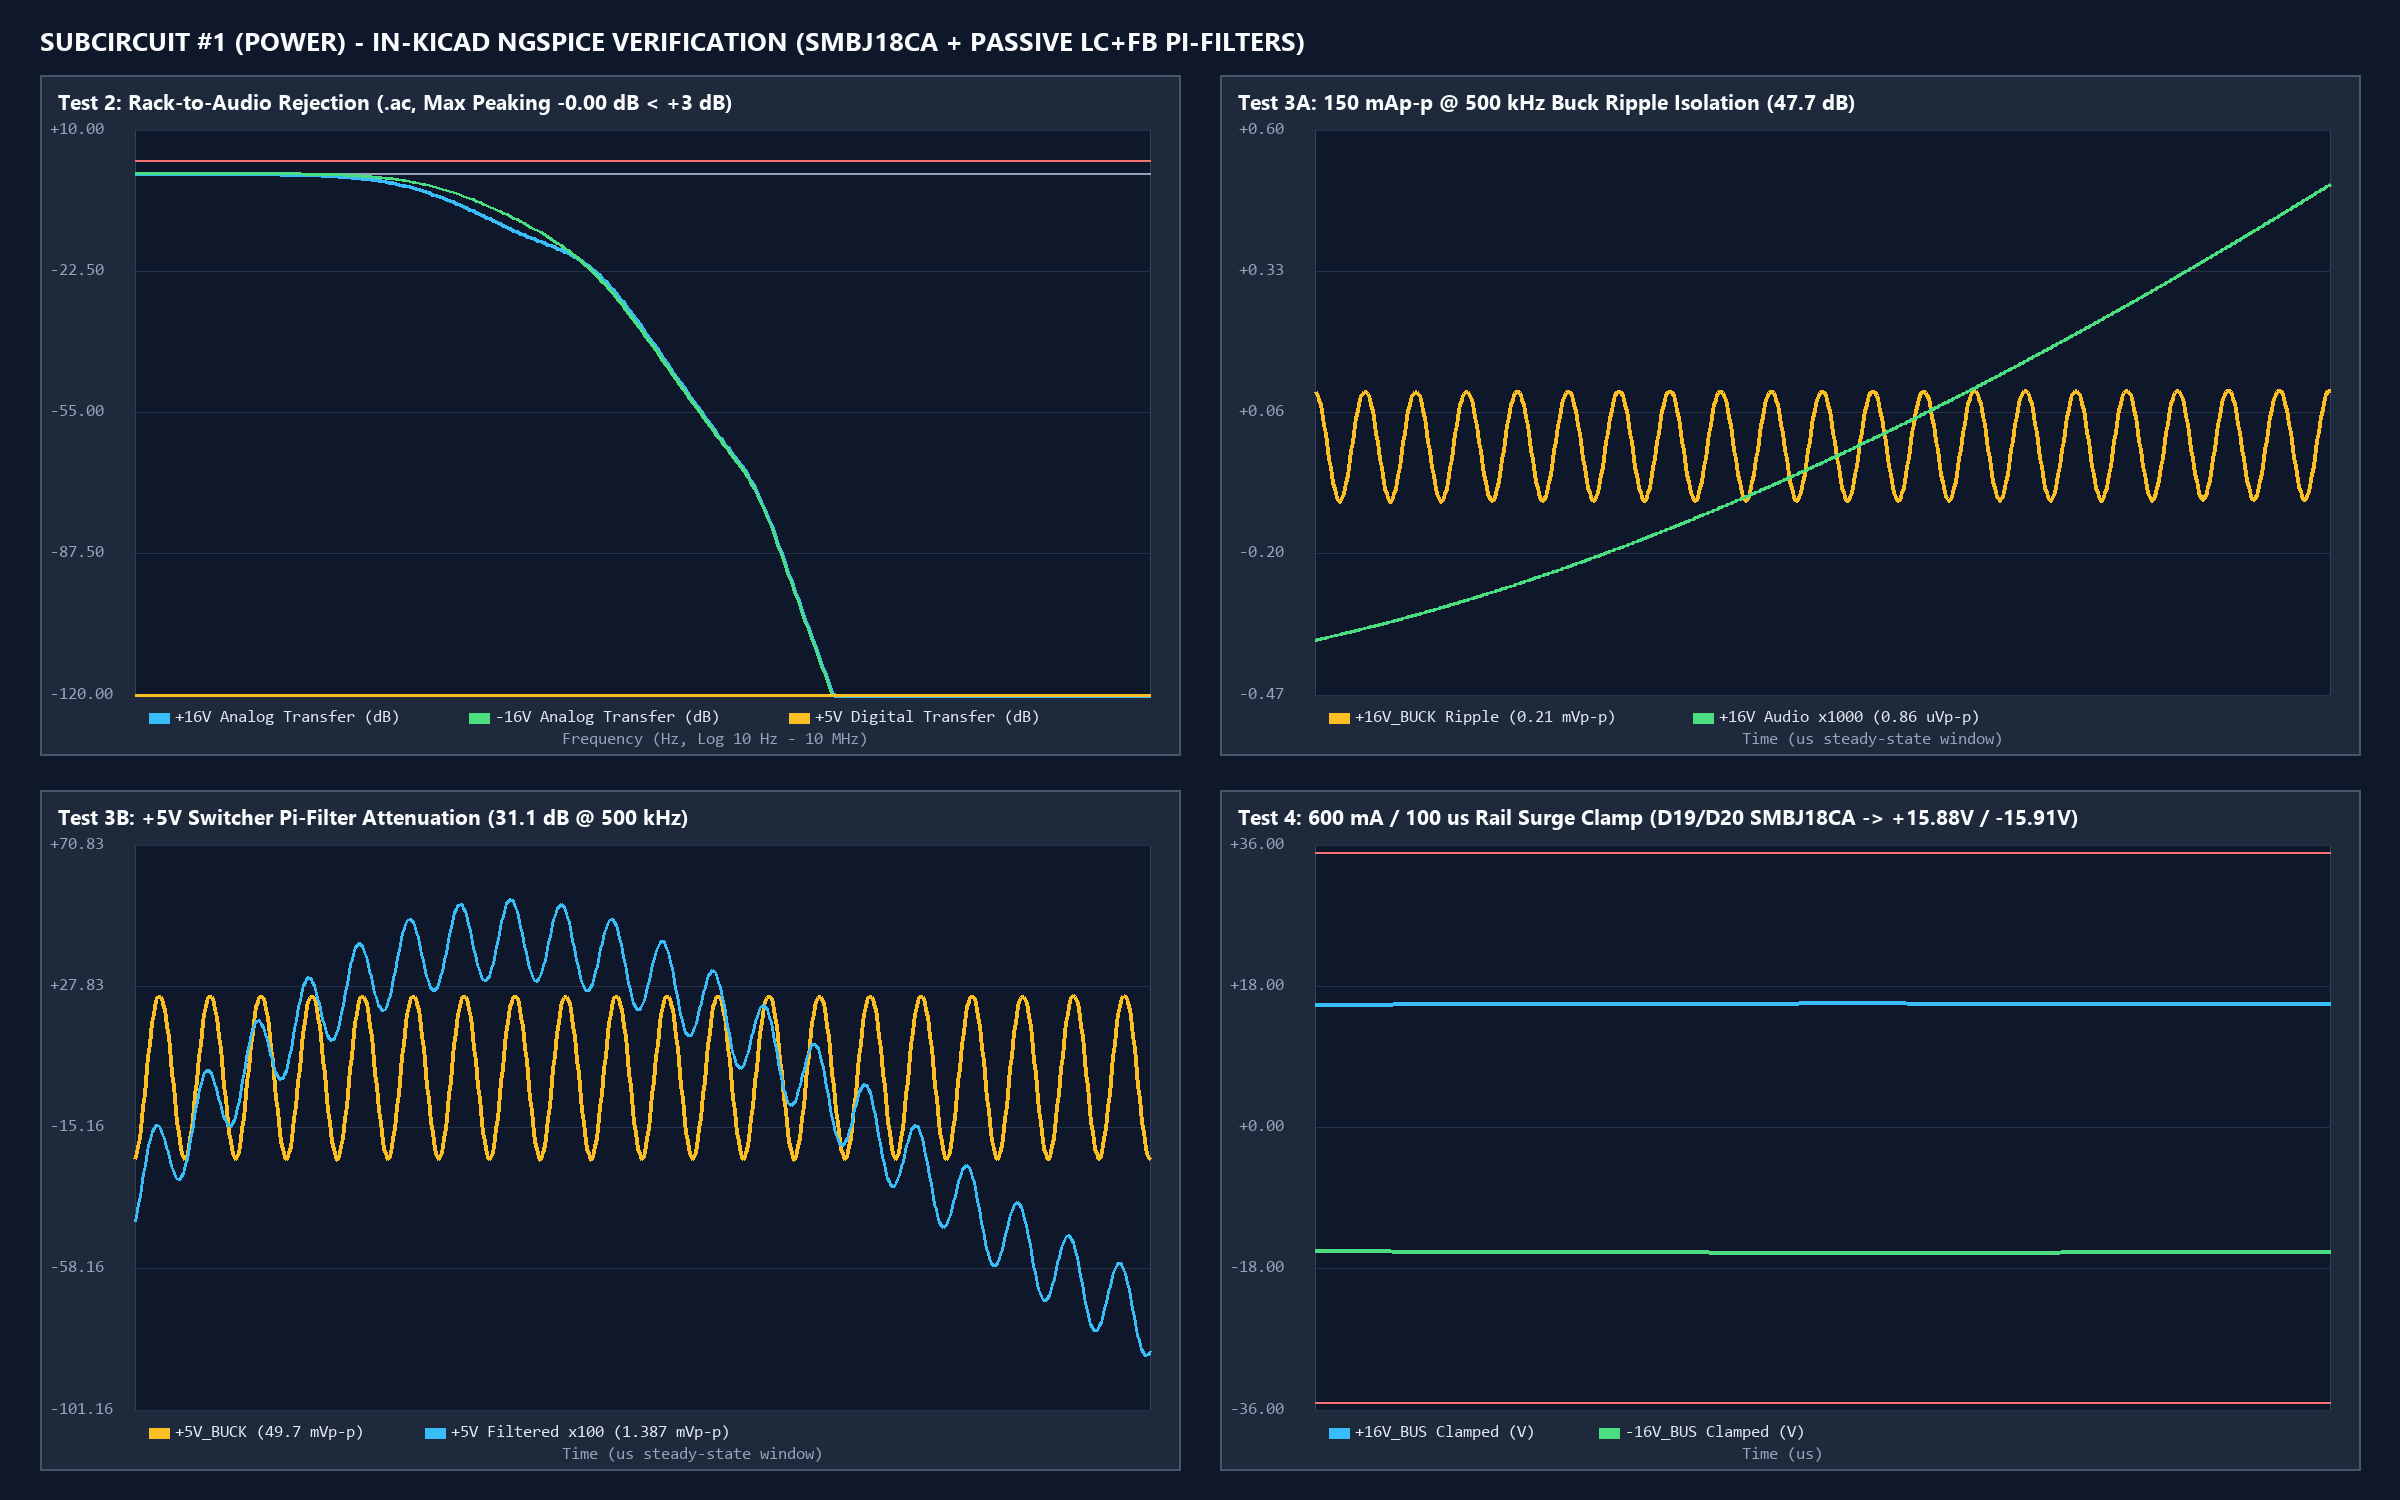 SUBCIRCUIT #1 (POWER) - IN-KICAD NGSPICE VERIFICATION (SMBJ18CA + PASSIVE LC+FB PI-FILTERS)
Test 2: Rack-to-Audio Rejection (.ac, Max Peaking -0.00 dB < +3 dB)
+10.00
-22.50
-55.00
-87.50
-120.00
+16V Analog Transfer (dB)
-16V Analog Transfer (dB)
+5V Digital Transfer (dB)
Frequency (Hz, Log 10 Hz - 10 MHz)
Test 3A: 150 mAp-p @ 500 kHz Buck Ripple Isolation (47.7 dB)
+0.60
+0.33
+0.06
-0.20
-0.47
+16V_BUCK Ripple (0.21 mVp-p)
+16V Audio x1000 (0.86 uVp-p)
Time (us steady-state window)
Test 3B: +5V Switcher Pi-Filter Attenuation (31.1 dB @ 500 kHz)
+70.83
+27.83
-15.16
-58.16
-101.16
+5V_BUCK (49.7 mVp-p)
+5V Filtered x100 (1.387 mVp-p)
Time (us steady-state window)
Test 4: 600 mA / 100 us Rail Surge Clamp (D19/D20 SMBJ18CA -> +15.88V / -15.91V)
+36.00
+18.00
+0.00
-18.00
-36.00
+16V_BUS Clamped (V)
-16V_BUS Clamped (V)
Time (us)